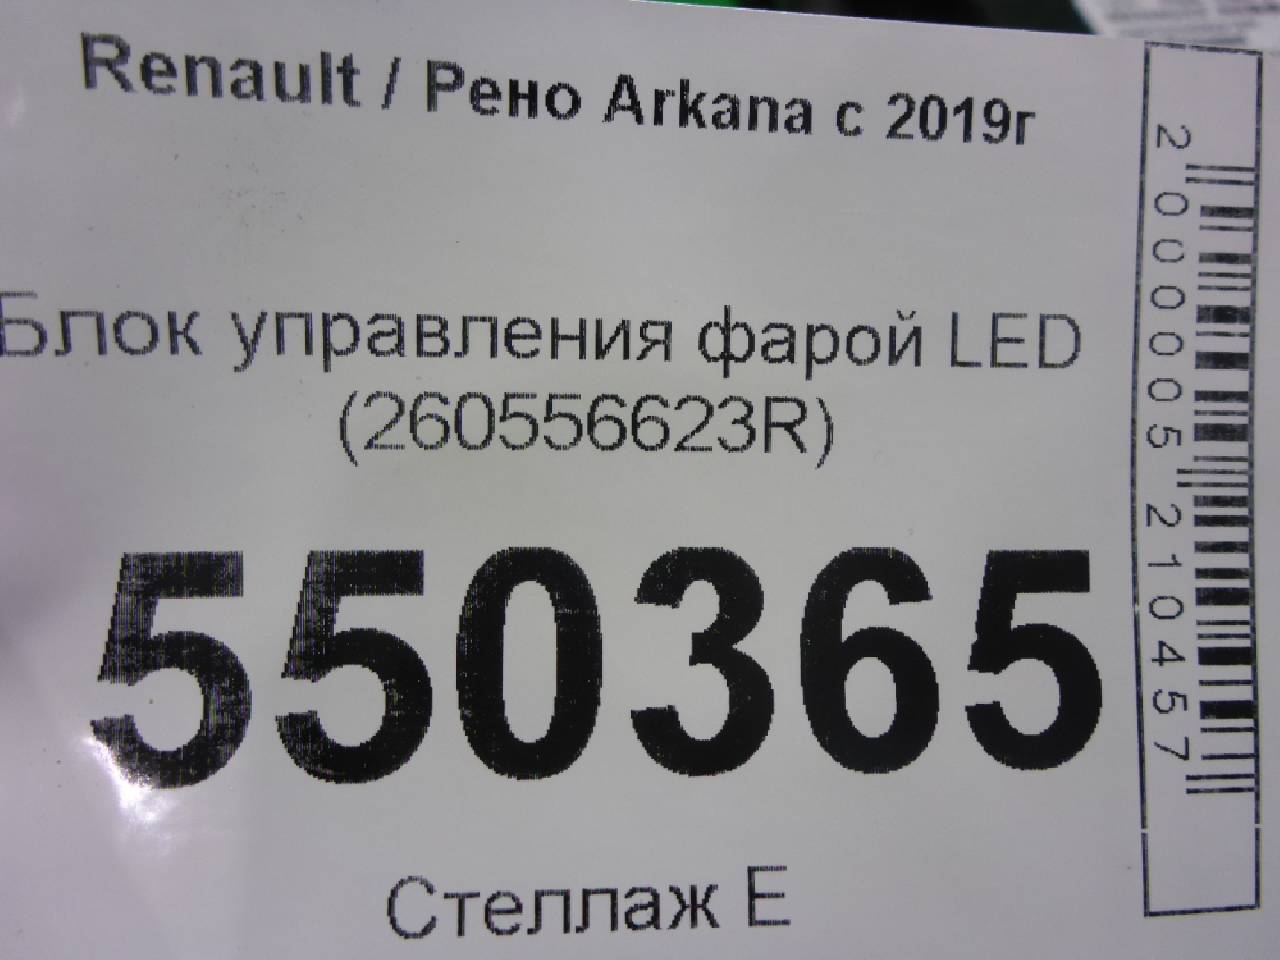 Renault / Рено Arkana с 2019г
Блок управления фарой LED
(260556623R)
550365
Стеллаж Е
2000005210457